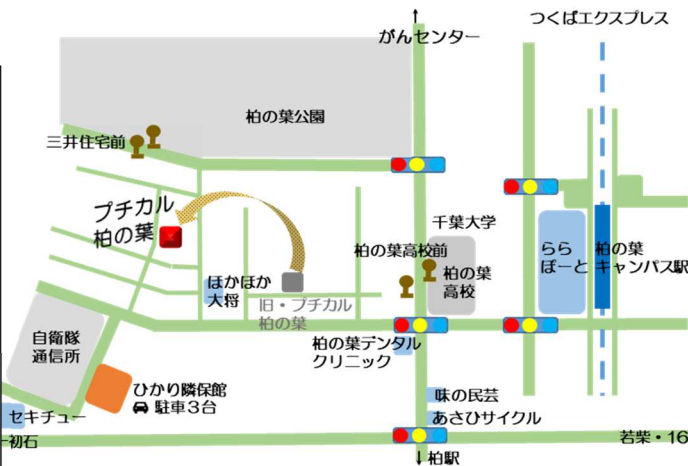 つくばエクスプレス
がんセンター
柏の葉公園
三井住宅前
プチカル
柏の葉
千葉大学
柏の葉高校前
柏の葉
高校
らら
ぽーと
柏の葉
キャンパス駅
ほかほか
大将
旧・プチカル
柏の葉
自衛隊
通信所
柏の葉デンタル
クリニック
ひかり隣保館
駐車3台
味の民芸
あさひサイクル
セキチュー
初石
若柴・16
↓柏駅